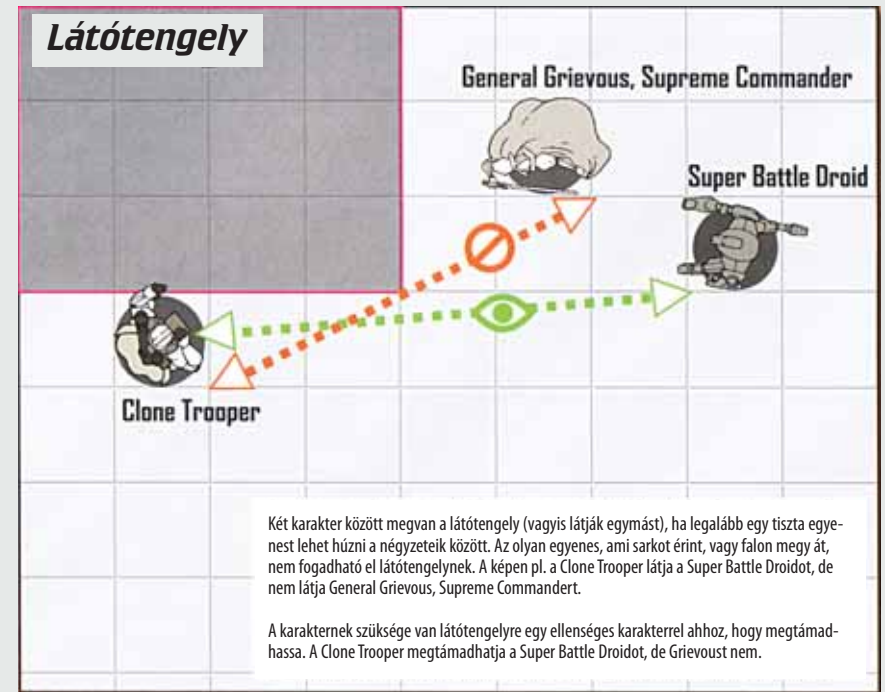 Látótengely
General Grievous, Supreme Commander
Super Battle Droid
Clone Trooper
Két karakter között megvan a látótengely (vagyis látják egymást), ha legalább egy tiszta egye-
nest lehet húzni a négyzeteik között. Az olyan egyenes, ami sarkot érint, vagy falon megy át,
nem fogadható el látótengelynek. A képen pl. a Clone Trooper látja a Super Battle Droidot, de
nem látja General Grievous, Supreme Commandert.
A karakternek szüksége van látótengelyre egy ellenséges karakterrel ahhoz, hogy megtámad-
hassa. A Clone Trooper megtámadhatja a Super Battle Droidot, de Grievoust nem.